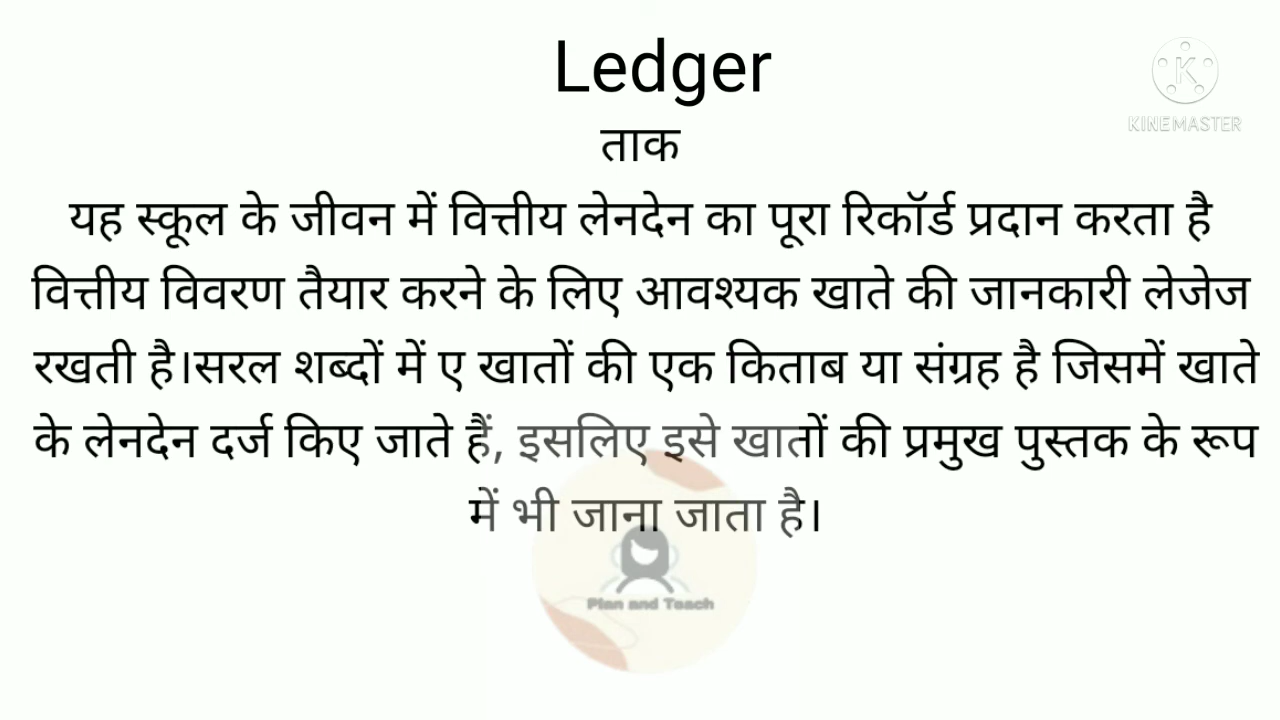 Ledger
KINEMASTER
ताक
यह स्कूल के जीवन में वित्तीय लेनदेन का पूरा रिकॉर्ड प्रदान करता है
वित्तीय विवरण तैयार करने के लिए आवश्यक खाते की जानकारी लेजेज
रखती है।सरल शब्दों में ए खातों की एक किताब या संग्रह है जिसमें खाते
के लेनदेन दर्ज किए जाते हैं, इसलिए इसे खातों की प्रमुख पुस्तक के रूप
में भी जाना जाता है।
Plan and Teach